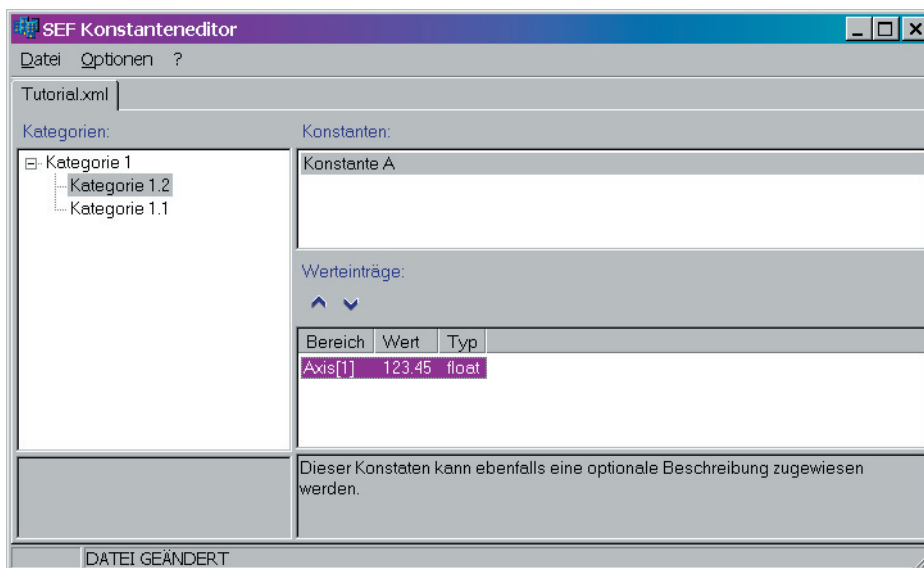 SEF Konstanteneditor
Datei Optionen ?
Tutorial.xml
Kategorien:
Kategorie 1
Kategorie 1.2
Kategorie 1.1
Konstanten:
Konstante A
Werteinträge:
Bereich Wert Typ
Axis[1] 123.45 float
Dieser Konstaten kann ebenfalls eine optionale Beschreibung zugewiesen
werden.
DATEI GEÄNDERT